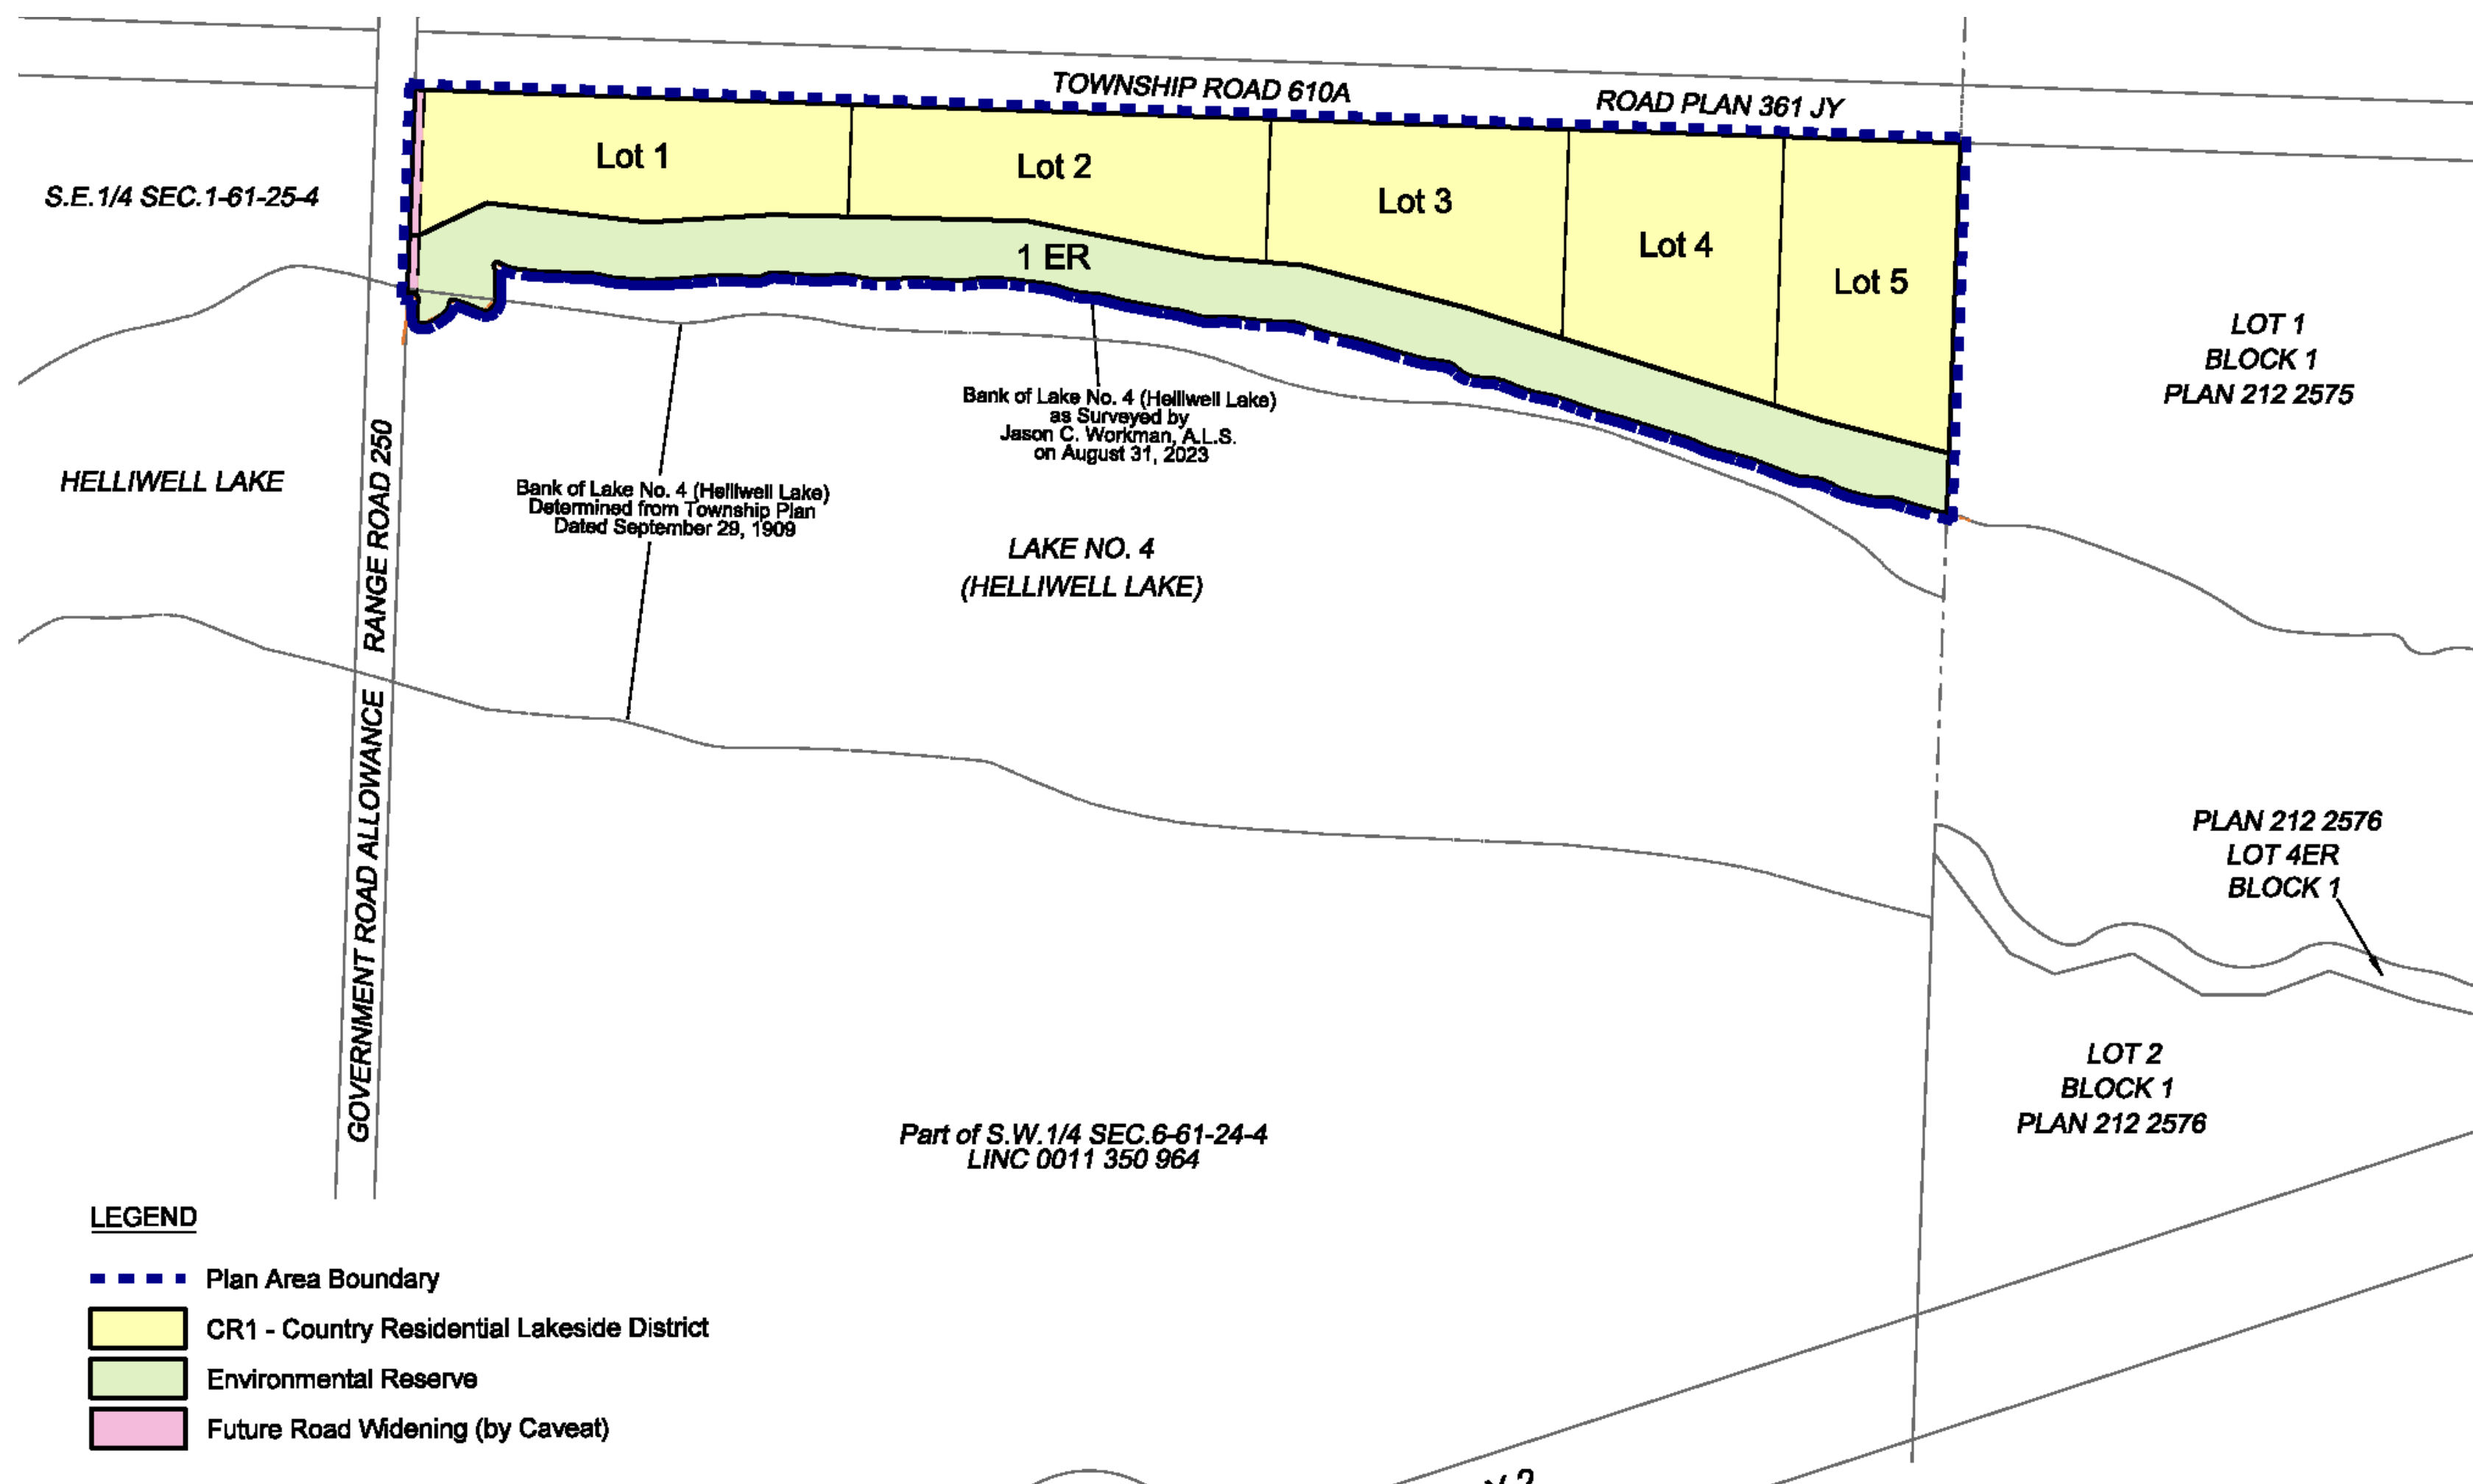 TOWNSHIP ROAD 610A
ROAD PLAN 361 JY
Lot 1
Lot 2
Lot 3
Lot 4
Lot 5
1 ER
S.E.1/4 SEC.1-61-25-4
LOT 1
BLOCK 1
PLAN 212 2575
HELLIWELL LAKE
GOVERNMENT ROAD ALLOWANCE RANGE ROAD 250
Bank of Lake No. 4 (Helliwell Lake)
as Surveyed by
Jason C. Workman, A.L.S.
on August 31, 2023
Bank of Lake No. 4 (Helliwell Lake)
Determined from Township Plan
Dated September 29, 1909
LAKE NO. 4
(HELLIWELL LAKE)
PLAN 212 2576
LOT 4ER
BLOCK 1
LOT 2
BLOCK 1
PLAN 212 2576
Part of S.W.1/4 SEC.6-61-24-4
LINC 0011 350 964
LEGEND
Plan Area Boundary
CR1 - Country Residential Lakeside District
Environmental Reserve
Future Road Widening (by Caveat)